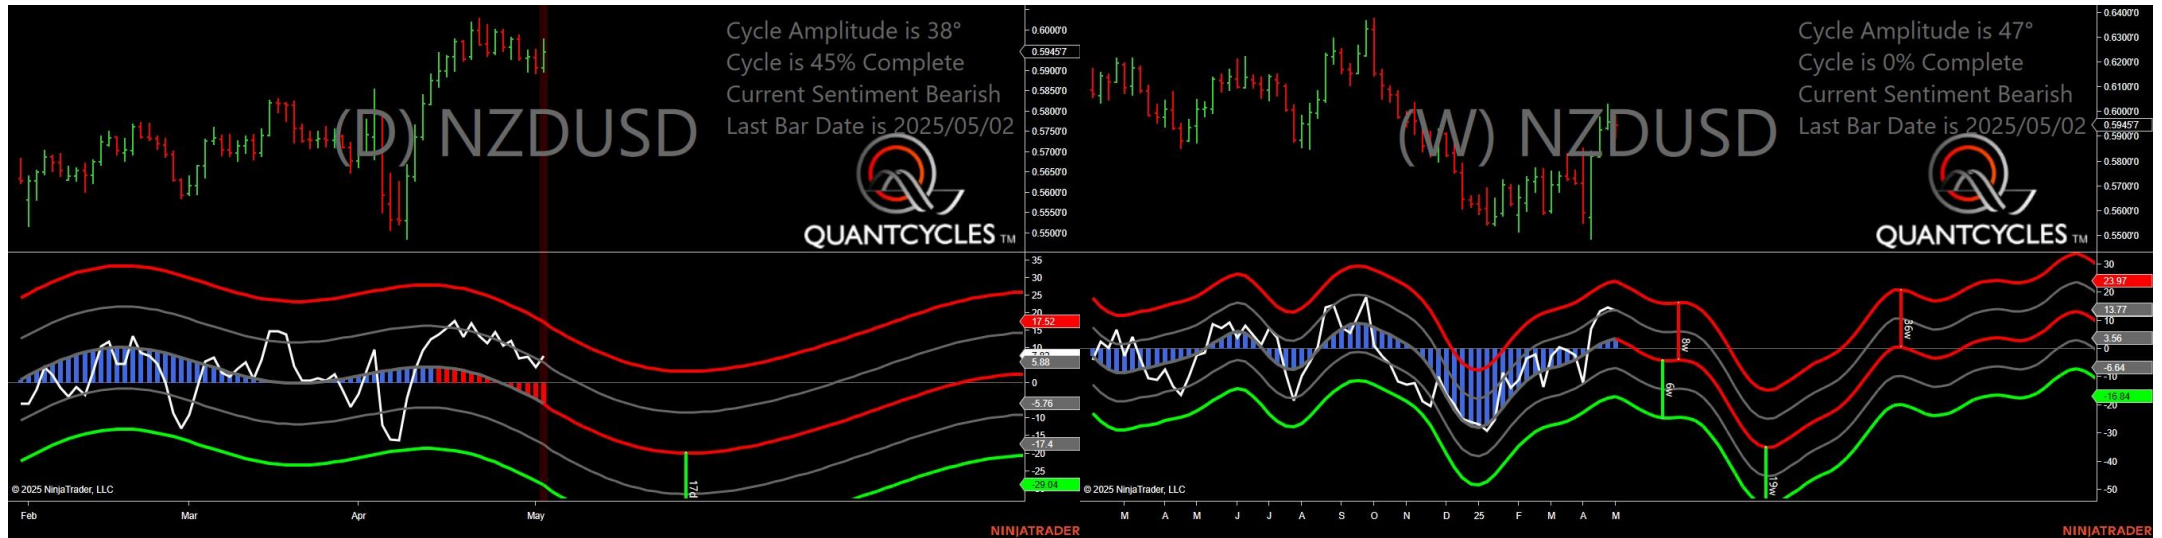 Cycle Amplitude is 38°
Cycle is 45% Complete
Current Sentiment Bearish
Last Bar Date is 2025/05/02
(D) NZDUSD
QUANTCYCLES TM
0.6000'0
0.5945'7
0.5900'0
0.5850'0
0.5800'0
0.5750'0
0.5700'0
0.5650'0
0.5600'0
0.5550'0
0.5500'0
35
30
25
20
17.52
15
10
5.88
0
-5.76
-10
-15
-17.4
-20
-25
-29.04
17d
© 2025 NinjaTrader, LLC
Feb Mar Apr May
NINJATRADER
Cycle Amplitude is 47°
Cycle is 0% Complete
Current Sentiment Bearish
Last Bar Date is 2025/05/02
(W) NZDUSD
QUANTCYCLES TM
0.6400'0
0.6300'0
0.6200'0
0.6100'0
0.6000'0
0.5945'7
0.5900'0
0.5800'0
0.5700'0
0.5600'0
0.5500'0
30
23.97
20
13.77
10
3.56
0
-6.64
-10
-16.84
-20
-30
-40
-50
8w
6w
19w
36w
© 2025 NinjaTrader, LLC
M A M J J A S O N D 25 F M A M
NINJATRADER